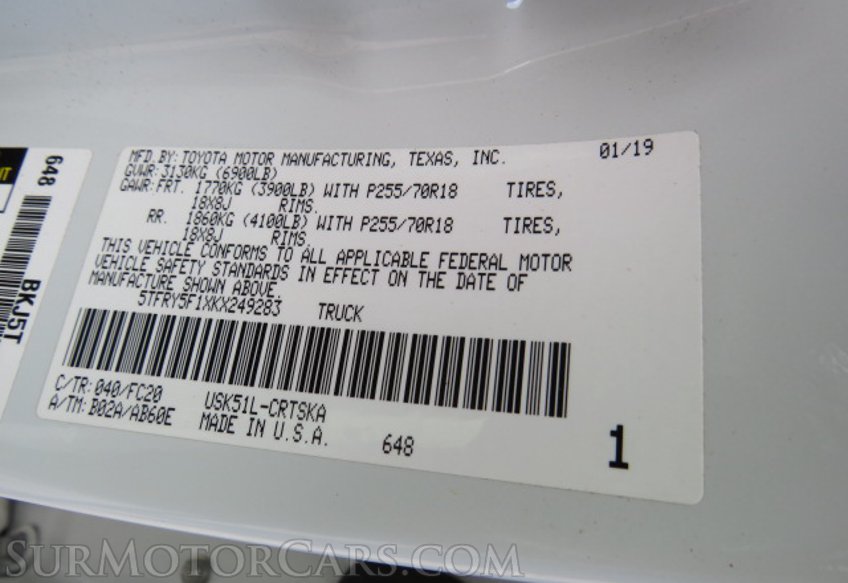 MFD.BY: TOYOTA MOTOR MANUFACTURING, TEXAS, INC. 01/19
GVWR: 3130KG (6900LB)
GAWR: FRT. 1770KG (3900LB) WITH P255/70R18 TIRES,
18X8J RIMS.
RR. 1860KG (4100LB) WITH P255/70R18 TIRES,
18X8J RIMS.
THIS VEHICLE CONFORMS TO ALL APPLICABLE FEDERAL MOTOR
VEHICLE SAFETY STANDARDS IN EFFECT ON THE DATE OF
MANUFACTURE SHOWN ABOVE.
5TFRY5F1XKX249283 TRUCK
C/TR: 040/FC20 USK51L-CRTSKA
A/TM: B02A/AB60E MADE IN U.S.A. 648 1
648
BKJ5T
SurMotorCars.com